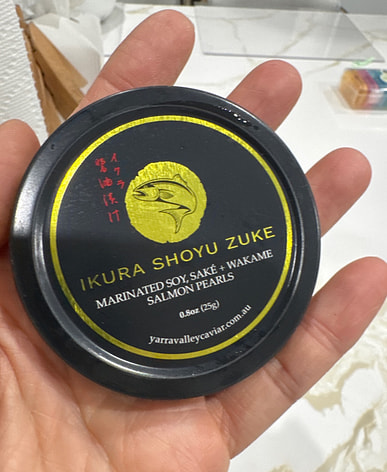 イクラ
醤油漬け
IKURA SHOYU ZUKE
MARINATED SOY, SAKÉ + WAKAME
SALMON PEARLS
0.8oz (25g)
yarravalleycaviar.com.au